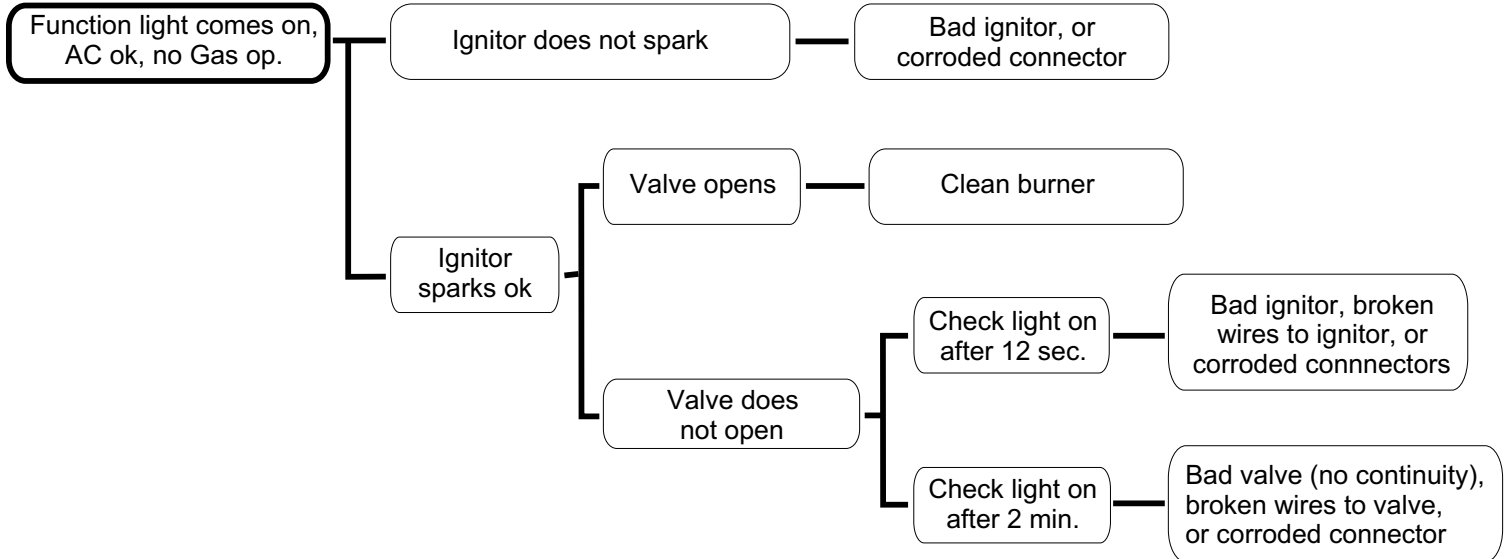 Function light comes on,
AC ok, no Gas op.
Ignitor does not spark
Bad ignitor, or
corroded connector
Ignitor
sparks ok
Valve opens
Clean burner
Valve does
not open
Check light on
after 12 sec.
Bad ignitor, broken
wires to ignitor, or
corroded connnectors
Check light on
after 2 min.
Bad valve (no continuity),
broken wires to valve,
or corroded connector